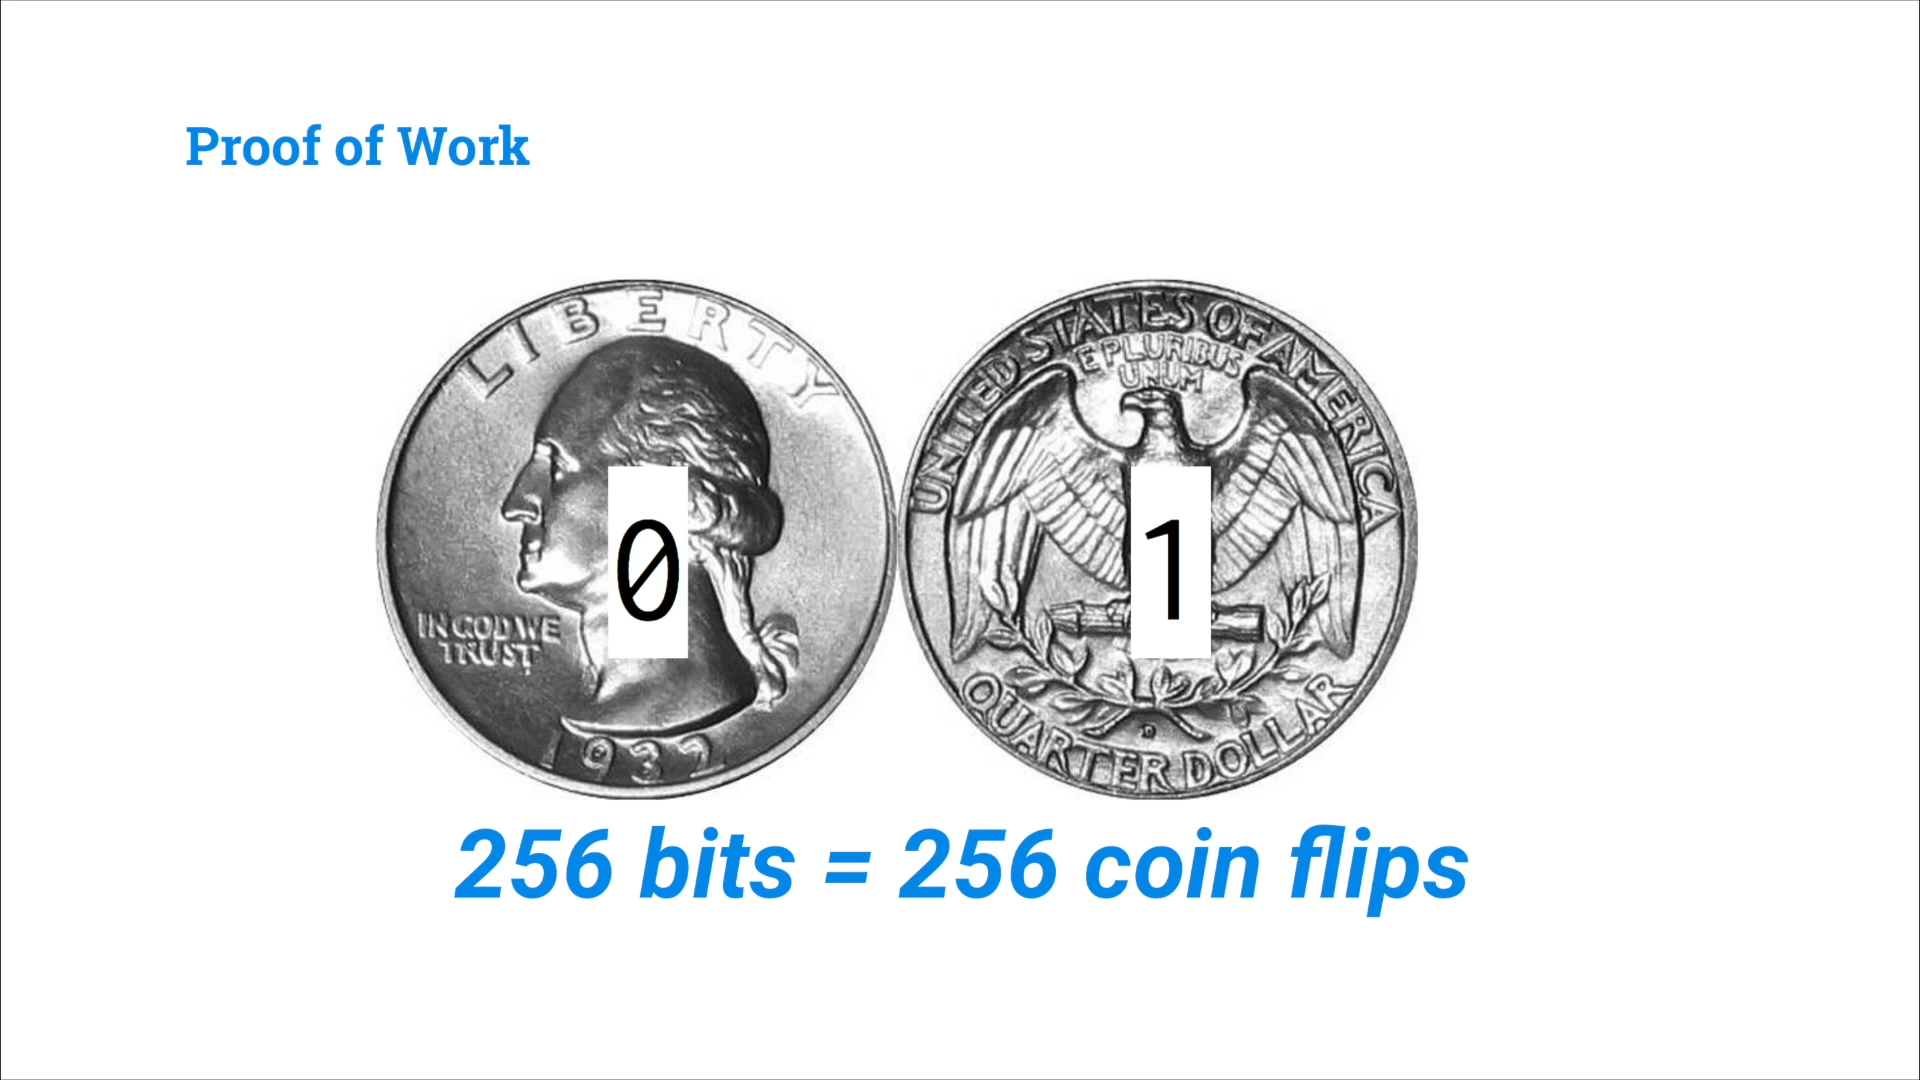 Proof of Work
LIBERTY
IN GOD WE
TRUST
1932
0
UNITED STATES OF AMERICA
E PLURIBUS
UNUM
1
D
QUARTER DOLLAR
256 bits = 256 coin flips